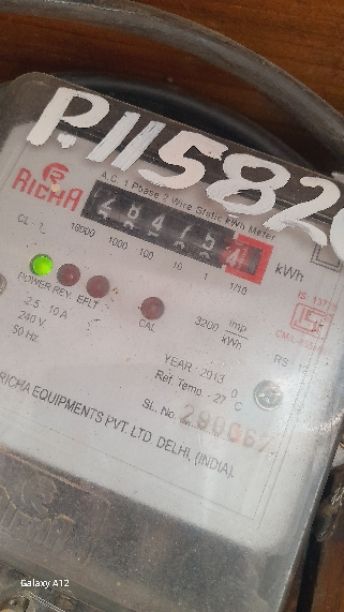 P.11582
RICHA
A.C. 1 Phase 2 Wire Static kWh Meter
CL-1
10000 1000 100 10 1 1/10
kWh
POWER REV. EFLT
CAL
3200 imp/kWh
2.5 10 A
240 V.
50 Hz.
YEAR : 2013
Ref. Temp. - 27 °C
SL. No.
RICHA EQUIPMENTS PVT. LTD. DELHI, (INDIA).
Galaxy A12